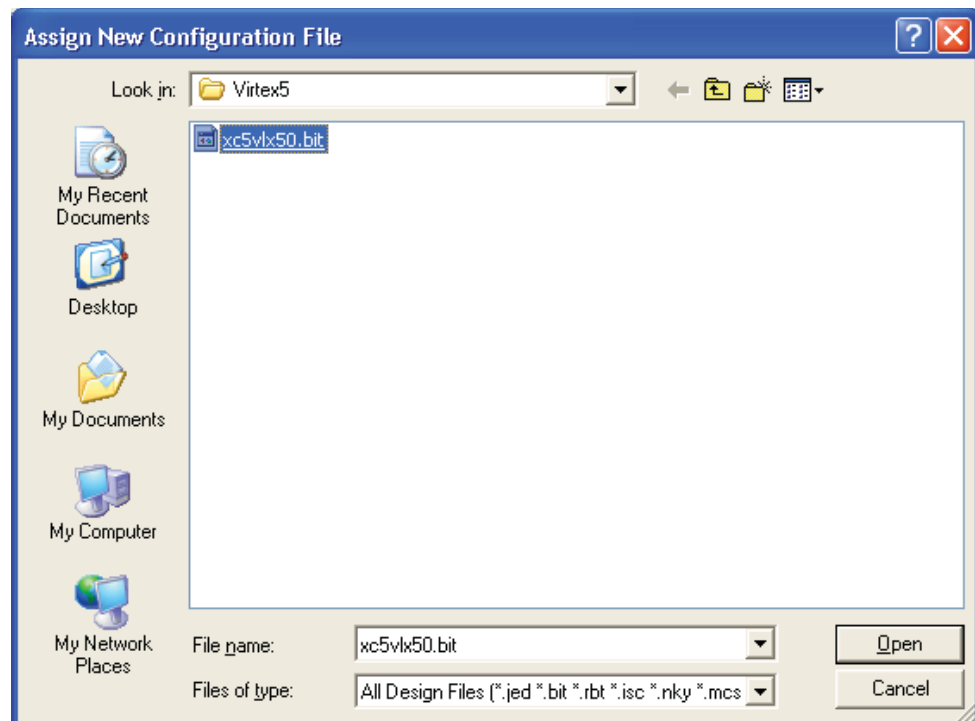 Assign New Configuration File
Look in: Virtex5
xc5vlx50.bit
My Recent
Documents
Desktop
My Documents
My Computer
My Network
Places
File name: xc5vlx50.bit Open
Files of type: All Design Files (*.jed *.bit *.rbt *.isc *.nky *.mcs Cancel